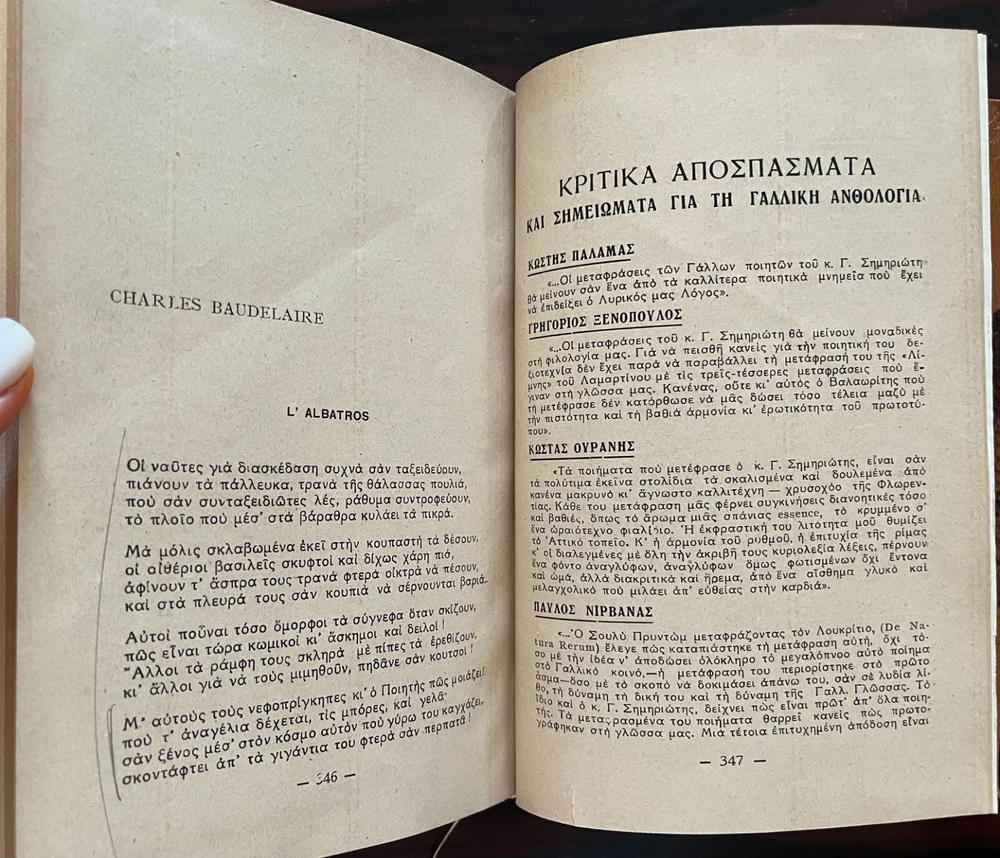 CHARLES BAUDELAIRE
L' ALBATROS
Οἱ ναῦτες γιὰ διασκέδαση συχνὰ σὰν ταξειδεύουν,
πιάνουν τὰ πάλλευκα, τρανὰ τῆς θάλασσας πουλιά,
ποὺ σὰν συνταξειδιῶτες λές, ράθυμα συντροφεύουν,
τὸ πλοῖο ποὺ μέσ' στὰ βάραθρα κυλάει τὰ πικρά.
Μὰ μόλις σκλαβωμένα ἐκεῖ στὴν κουπαστὴ τὰ δέσουν,
οἱ αἰθέριοι βασιλεῖς σκυφτοὶ καὶ δίχως χάρη πιό,
ἀφίνουν τ' ἄσπρα τους τρανὰ φτερά οἰκτρὰ νὰ πέσουν,
καὶ στὰ πλευρά τους σὰν κουπιὰ νὰ σέρνουνται βαριά.
Αὐτοὶ ποὖναι τόσο ὄμορφοι τὰ σύγνεφα ὅταν σκίζουν,
πῶς εἶναι τώρα κωμικοὶ κι' ἄσκημοι καὶ δειλοί!
Ἄλλοι τὰ ράμφη τους σκληρὰ μὲ πίπες τὰ ἐρεθίζουν,
κι' ἄλλοι γιὰ νὰ τοὺς μιμηθοῦν, πηδᾶνε σὰν κουτσοί!
Μ' αὐτοὺς τοὺς νεφοπρίγκηπες κι' ὁ Ποιητὴς πῶς μοιάζει!
ποὺ τ' ἀναγέλια δέχεται, τὶς μπόρες, καὶ γελᾶ·
σὰν ξένος μέσ' στὸν κόσμο αὐτὸν ποὺ γύρω του καγχάζει,
σκοντάφτει ἀπ' τὰ γιγάντια του φτερὰ σὰν περπατᾶ!
— 346 —
ΚΡΙΤΙΚΑ ΑΠΟΣΠΑΣΜΑΤΑ
ΚΑΙ ΣΗΜΕΙΩΜΑΤΑ ΓΙΑ ΤΗ ΓΑΛΛΙΚΗ ΑΝΘΟΛΟΓΙΑ.
ΚΩΣΤΗΣ ΠΑΛΑΜΑΣ
«...Οἱ μεταφράσεις τῶν Γάλλων ποιητῶν τοῦ κ. Γ. Σημηριώτη
θὰ μείνουν σὰν ἕνα ἀπὸ τὰ καλλίτερα ποιητικὰ μνημεῖα ποὺ ἔχει
νὰ ἐπιδείξει ὁ Λυρικός μας Λόγος».
ΓΡΗΓΟΡΙΟΣ ΞΕΝΟΠΟΥΛΟΣ
«...Οἱ μεταφράσεις τοῦ κ. Γ. Σημηριώτη θὰ μείνουν μοναδικές
στὴ φιλολογία μας. Γιὰ νὰ πεισθῆ κανεὶς γιὰ τὴν ποιητική του δε-
ξιοτεχνία δὲν ἔχει παρὰ νὰ παραβάλλει τὴ μετάφρασή του τῆς «Λί-
μνης» τοῦ Λαμαρτίνου μὲ τὶς τρεῖς-τέσσερες μεταφράσεις ποὺ ἔ-
γιναν στὴ γλῶσσα μας. Κανένας, οὔτε κι' αὐτὸς ὁ Βαλαωρίτης ποὺ
τὴ μετέφρασε δὲν κατόρθωσε νὰ μᾶς δώσει τόσο τέλεια μαζὺ μὲ
τὴν πιστότητα καὶ τὴ βαθιὰ ἁρμονία κι' ἐρωτικότητα τοῦ πρωτοτύ-
που».
ΚΩΣΤΑΣ ΟΥΡΑΝΗΣ
«Τὰ ποιήματα ποὺ μετέφρασε ὁ κ. Γ. Σημηριώτης, εἶναι σὰν
τὰ πολύτιμα ἐκεῖνα στολίδια τὰ σκαλισμένα καὶ δουλεμένα ἀπὸ
κανένα μακρυνὸ κι' ἄγνωστο καλλιτέχνη — χρυσοχόο τῆς Φλωρεν-
τίας. Κάθε του μετάφραση μᾶς φέρνει συγκινήσεις διανοητικὲς τόσο
καὶ βαθιές, ὅπως τὸ ἄρωμα μιᾶς σπάνιας essence, τὸ κρυμμένο σ'
ἕνα ὡραιότεχνο φιαλίδιο. Ἡ ἐκφραστική του λιτότητα μοῦ θυμίζει
τὸ Ἀττικὸ τοπεῖο. Κ' ἡ ἁρμονία τοῦ ρυθμοῦ, ἡ ἐπιτυχία τῆς ρίμας
κ' οἱ διαλεγμένες μὲ ὅλη τὴν ἀκριβῆ τους κυριολεξία λέξεις, πέρνουν
ἕνα φόντο ἀναγλύφων, ἀναγλύφων ὅμως φωτισμένων ὄχι ἔντονα
καὶ ὠμά, ἀλλὰ διακριτικὰ καὶ ἤρεμα, ἀπὸ ἕνα αἴσθημα γλυκὸ καὶ
μελαγχολικὸ ποὺ μιλάει ἀπ' εὐθείας στὴν καρδιά».
ΠΑΥΛΟΣ ΝΙΡΒΑΝΑΣ
«...Ὁ Σουλὺ Πρυντὼμ μεταφράζοντας τὸν Λουκρίτιο, (De Na-
tura Rerum) ἔλεγε πὼς καταπιάστηκε τὴ μετάφραση αὐτή, ὄχι τό-
σο μὲ τὴν ἰδέα ν' ἀποδώσει ὁλόκληρο τὸ μεγαλόπνοο αὐτὸ ποίημα
στὸ Γαλλικὸ κοινό,—ἡ μετάφρασή του περιορίστηκε στὸ πρῶτο
ἄσμα—ὅσο μὲ τὸ σκοπὸ νὰ δοκιμάσει ἀπάνω του, σὰν σὲ λυδία λί-
θο, τὴ δύναμη τὴ δική του καὶ τὴ δύναμη τῆς Γαλλ. Γλώσσας. Τὸ
ἴδιο καὶ ὁ κ. Γ. Σημηριώτης, δείχνει πὼς εἶναι πρῶτ' ἀπ' ὅλα ποιη-
τής. Τὰ μεταφρασμένα του ποιήματα θαρρεῖ κανεὶς πὼς πρωτο-
γράφηκαν στὴ γλῶσσα μας. Μιὰ τέτοια ἐπιτυχημένη ἀπόδοση εἶναι
— 347 —